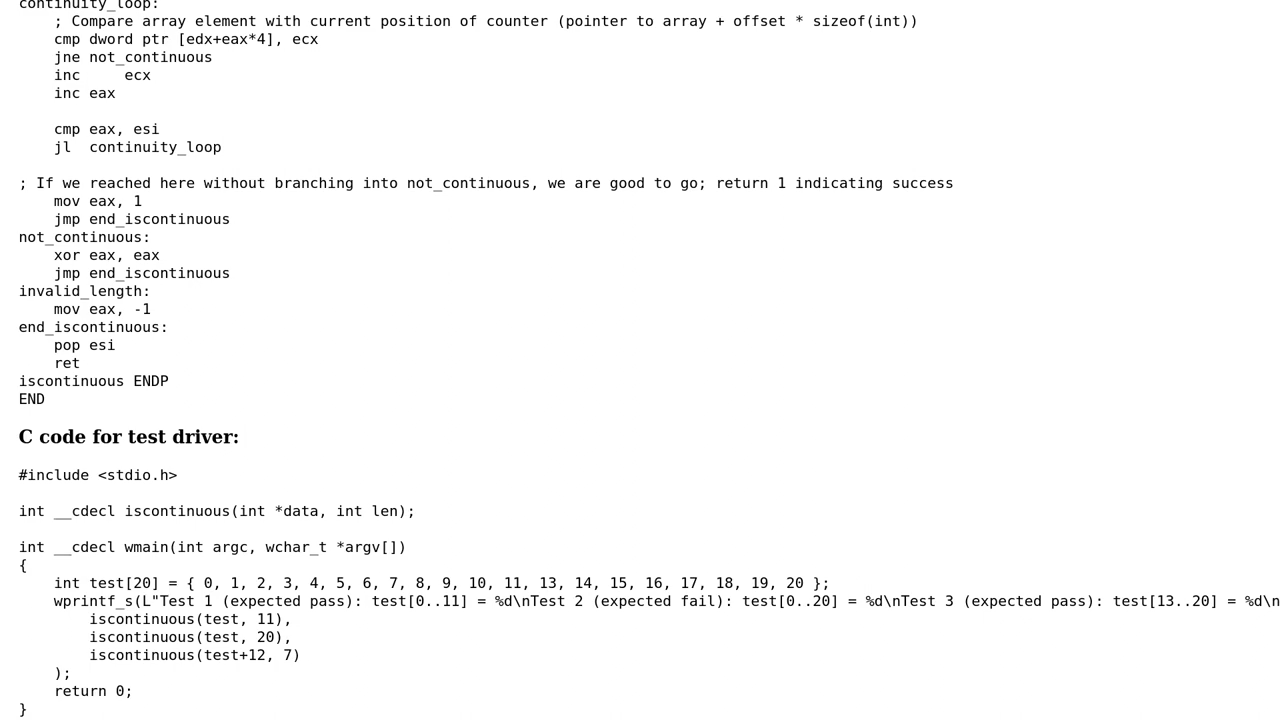 continuity_loop:
    ; Compare array element with current position of counter (pointer to array + offset * sizeof(int))
    cmp dword ptr [edx+eax*4], ecx
    jne not_continuous
    inc     ecx
    inc eax

    cmp eax, esi
    jl  continuity_loop

; If we reached here without branching into not_continuous, we are good to go; return 1 indicating success
    mov eax, 1
    jmp end_iscontinuous
not_continuous:
    xor eax, eax
    jmp end_iscontinuous
invalid_length:
    mov eax, -1
end_iscontinuous:
    pop esi
    ret
iscontinuous ENDP
END

C code for test driver:

#include <stdio.h>

int __cdecl iscontinuous(int *data, int len);

int __cdecl wmain(int argc, wchar_t *argv[])
{
    int test[20] = { 0, 1, 2, 3, 4, 5, 6, 7, 8, 9, 10, 11, 13, 14, 15, 16, 17, 18, 19, 20 };
    wprintf_s(L"Test 1 (expected pass): test[0..11] = %d\nTest 2 (expected fail): test[0..20] = %d\nTest 3 (expected pass): test[13..20] = %d\n
        iscontinuous(test, 11),
        iscontinuous(test, 20),
        iscontinuous(test+12, 7)
    );
    return 0;
}